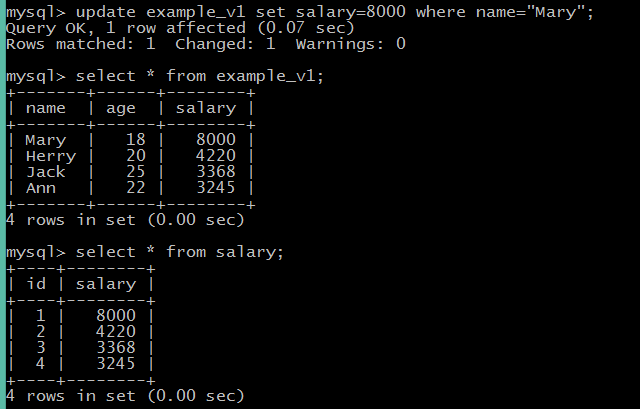 mysql> update example_v1 set salary=8000 where name="Mary";
Query OK, 1 row affected (0.07 sec)
Rows matched: 1  Changed: 1  Warnings: 0

mysql> select * from example_v1;
+-------+------+--------+
| name  | age  | salary |
+-------+------+--------+
| Mary  |   18 |   8000 |
| Herry |   20 |   4220 |
| Jack  |   25 |   3368 |
| Ann   |   22 |   3245 |
+-------+------+--------+
4 rows in set (0.00 sec)

mysql> select * from salary;
+----+--------+
| id | salary |
+----+--------+
|  1 |   8000 |
|  2 |   4220 |
|  3 |   3368 |
|  4 |   3245 |
+----+--------+
4 rows in set (0.00 sec)